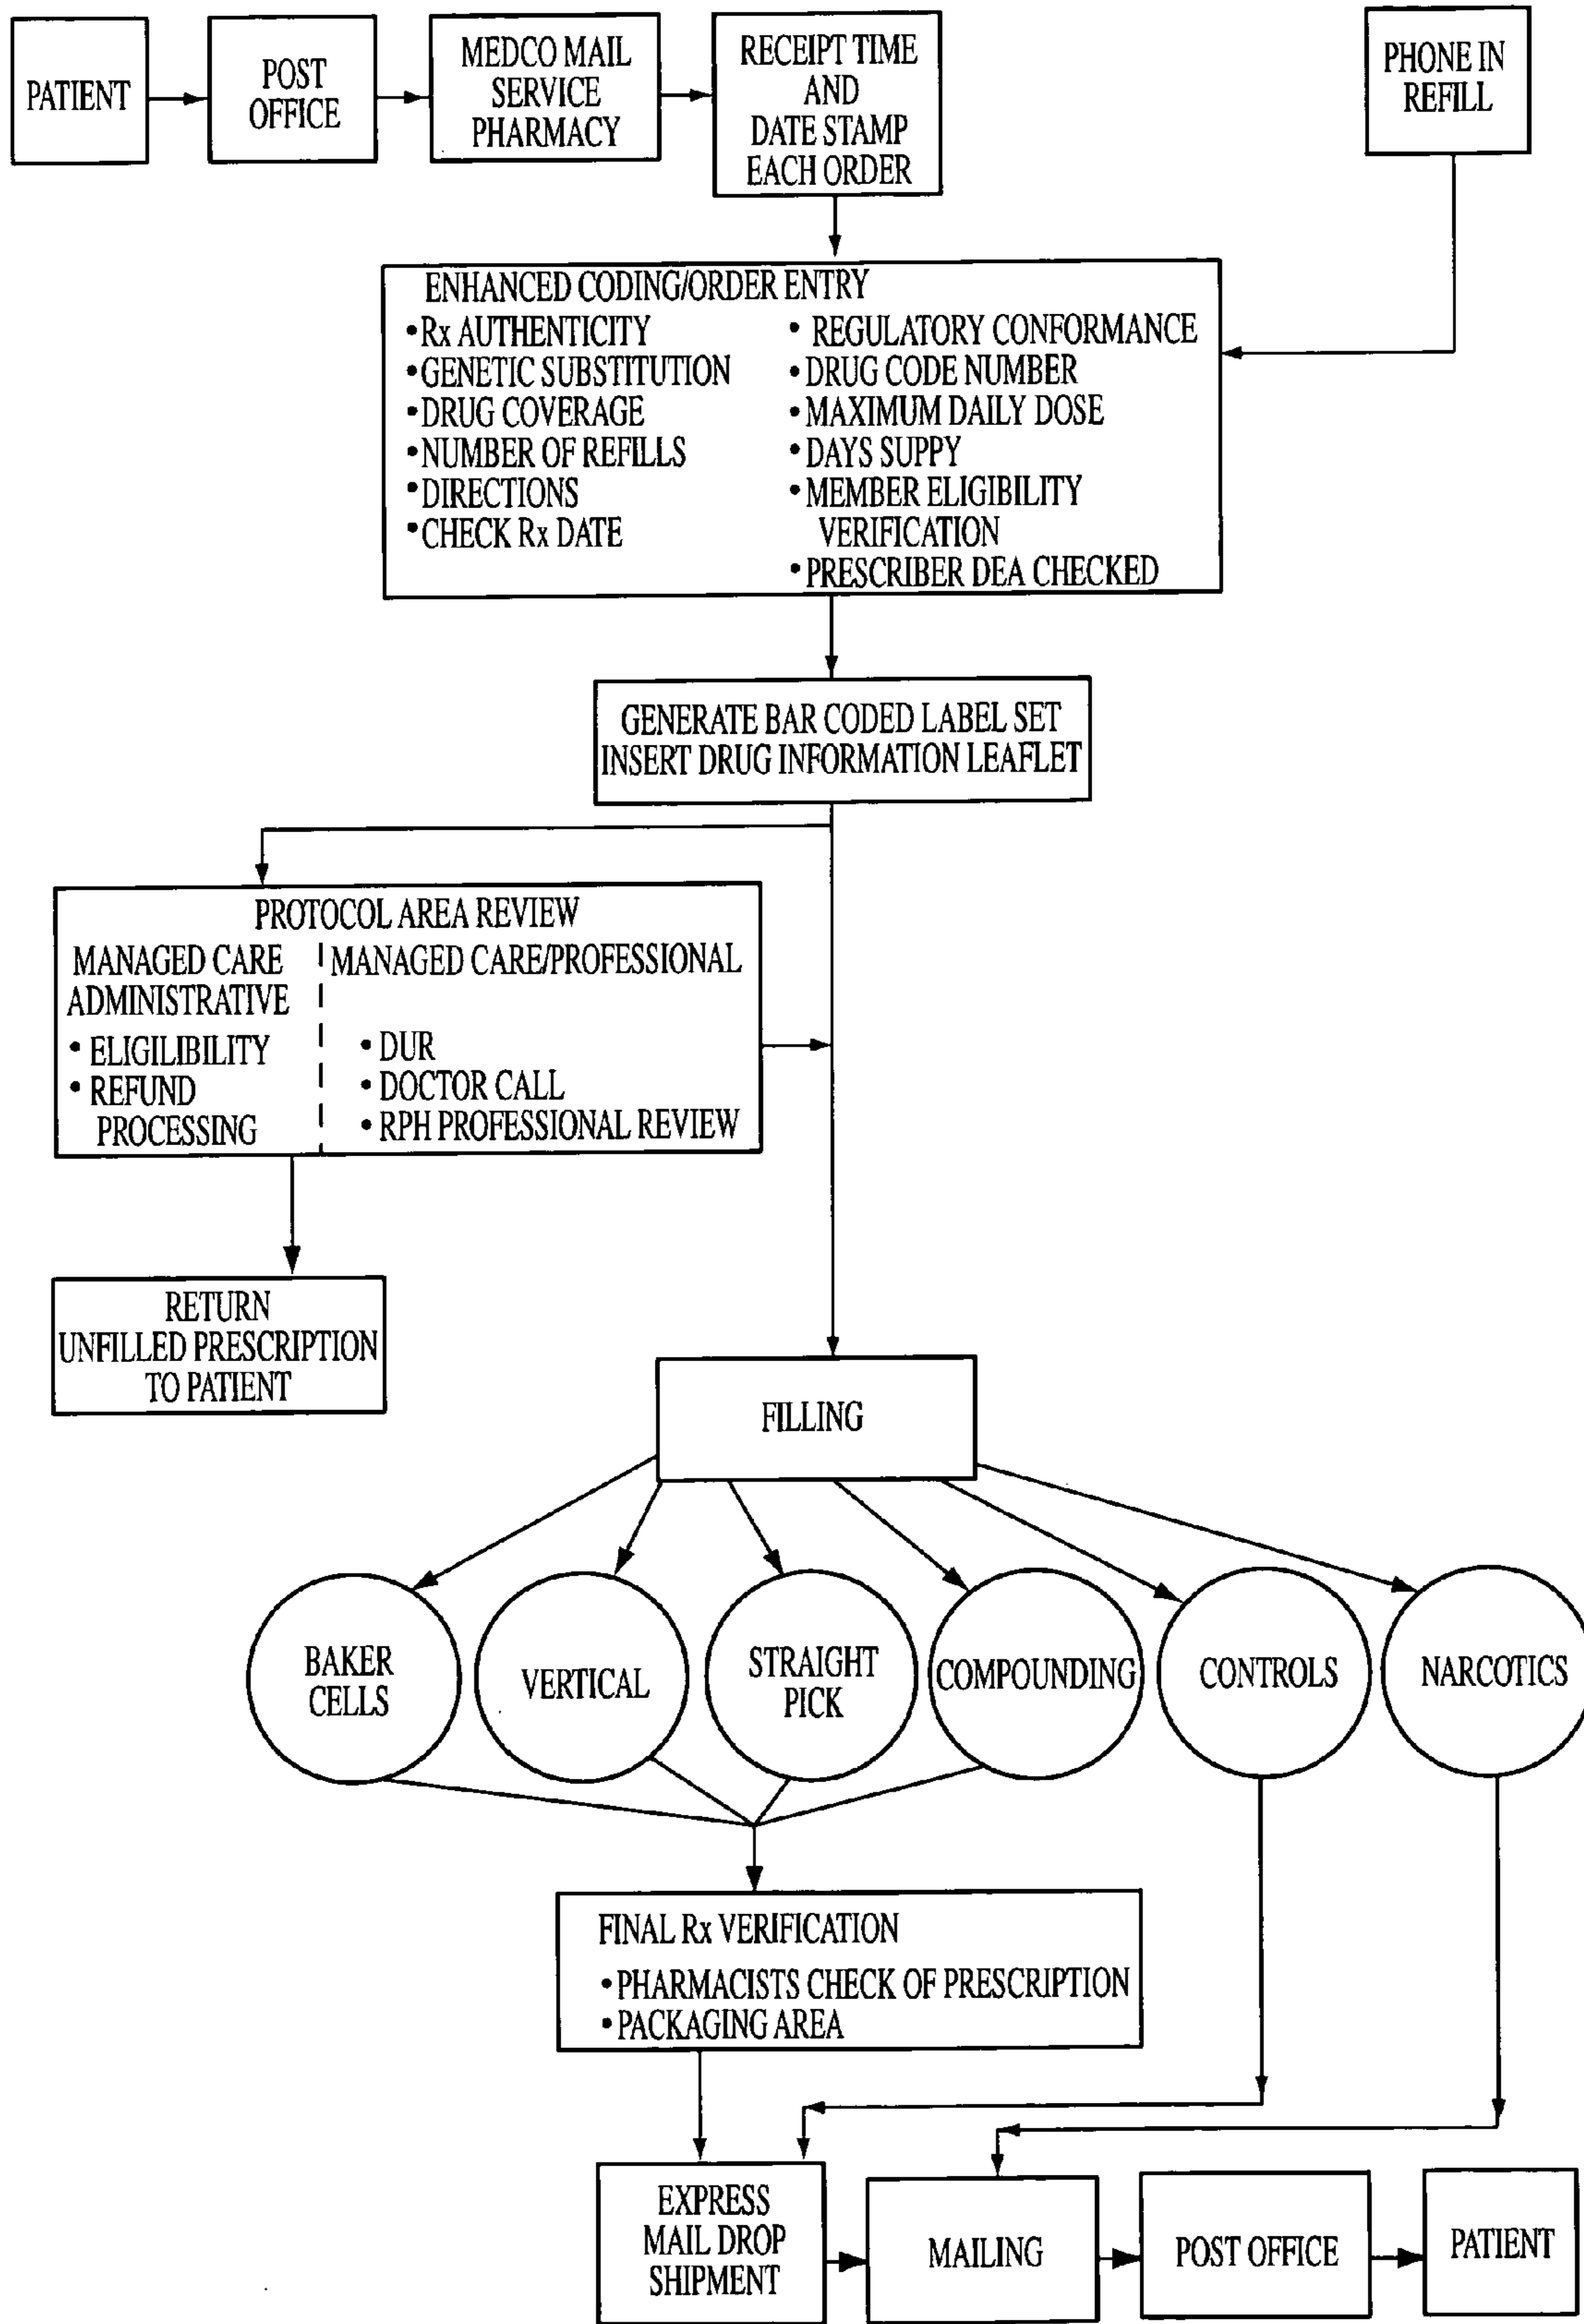 PATIENT
POST
OFFICE
MEDCO MAIL
SERVICE
PHARMACY
RECEIPT TIME
AND
DATE STAMP
EACH ORDER
PHONE IN
REFILL
ENHANCED CODING/ORDER ENTRY
•Rx AUTHENTICITY
•GENETIC SUBSTITUTION
•DRUG COVERAGE
•NUMBER OF REFILLS
•DIRECTIONS
•CHECK Rx DATE
• REGULATORY CONFORMANCE
•DRUG CODE NUMBER
•MAXIMUM DAILY DOSE
•DAYS SUPPY
•MEMBER ELIGIBILITY
VERIFICATION
•PRESCRIBER DEA CHECKED
GENERATE BAR CODED LABEL SET
INSERT DRUG INFORMATION LEAFLET
PROTOCOL AREA REVIEW
MANAGED CARE
ADMINISTRATIVE
• ELIGILIBILITY
• REFUND
PROCESSING
MANAGED CARE/PROFESSIONAL
• DUR
• DOCTOR CALL
• RPH PROFESSIONAL REVIEW
RETURN
UNFILLED PRESCRIPTION
TO PATIENT
FILLING
BAKER
CELLS
VERTICAL
STRAIGHT
PICK
COMPOUNDING
CONTROLS
NARCOTICS
FINAL Rx VERIFICATION
•PHARMACISTS CHECK OF PRESCRIPTION
•PACKAGING AREA
EXPRESS
MAIL DROP
SHIPMENT
MAILING
POST OFFICE
PATIENT